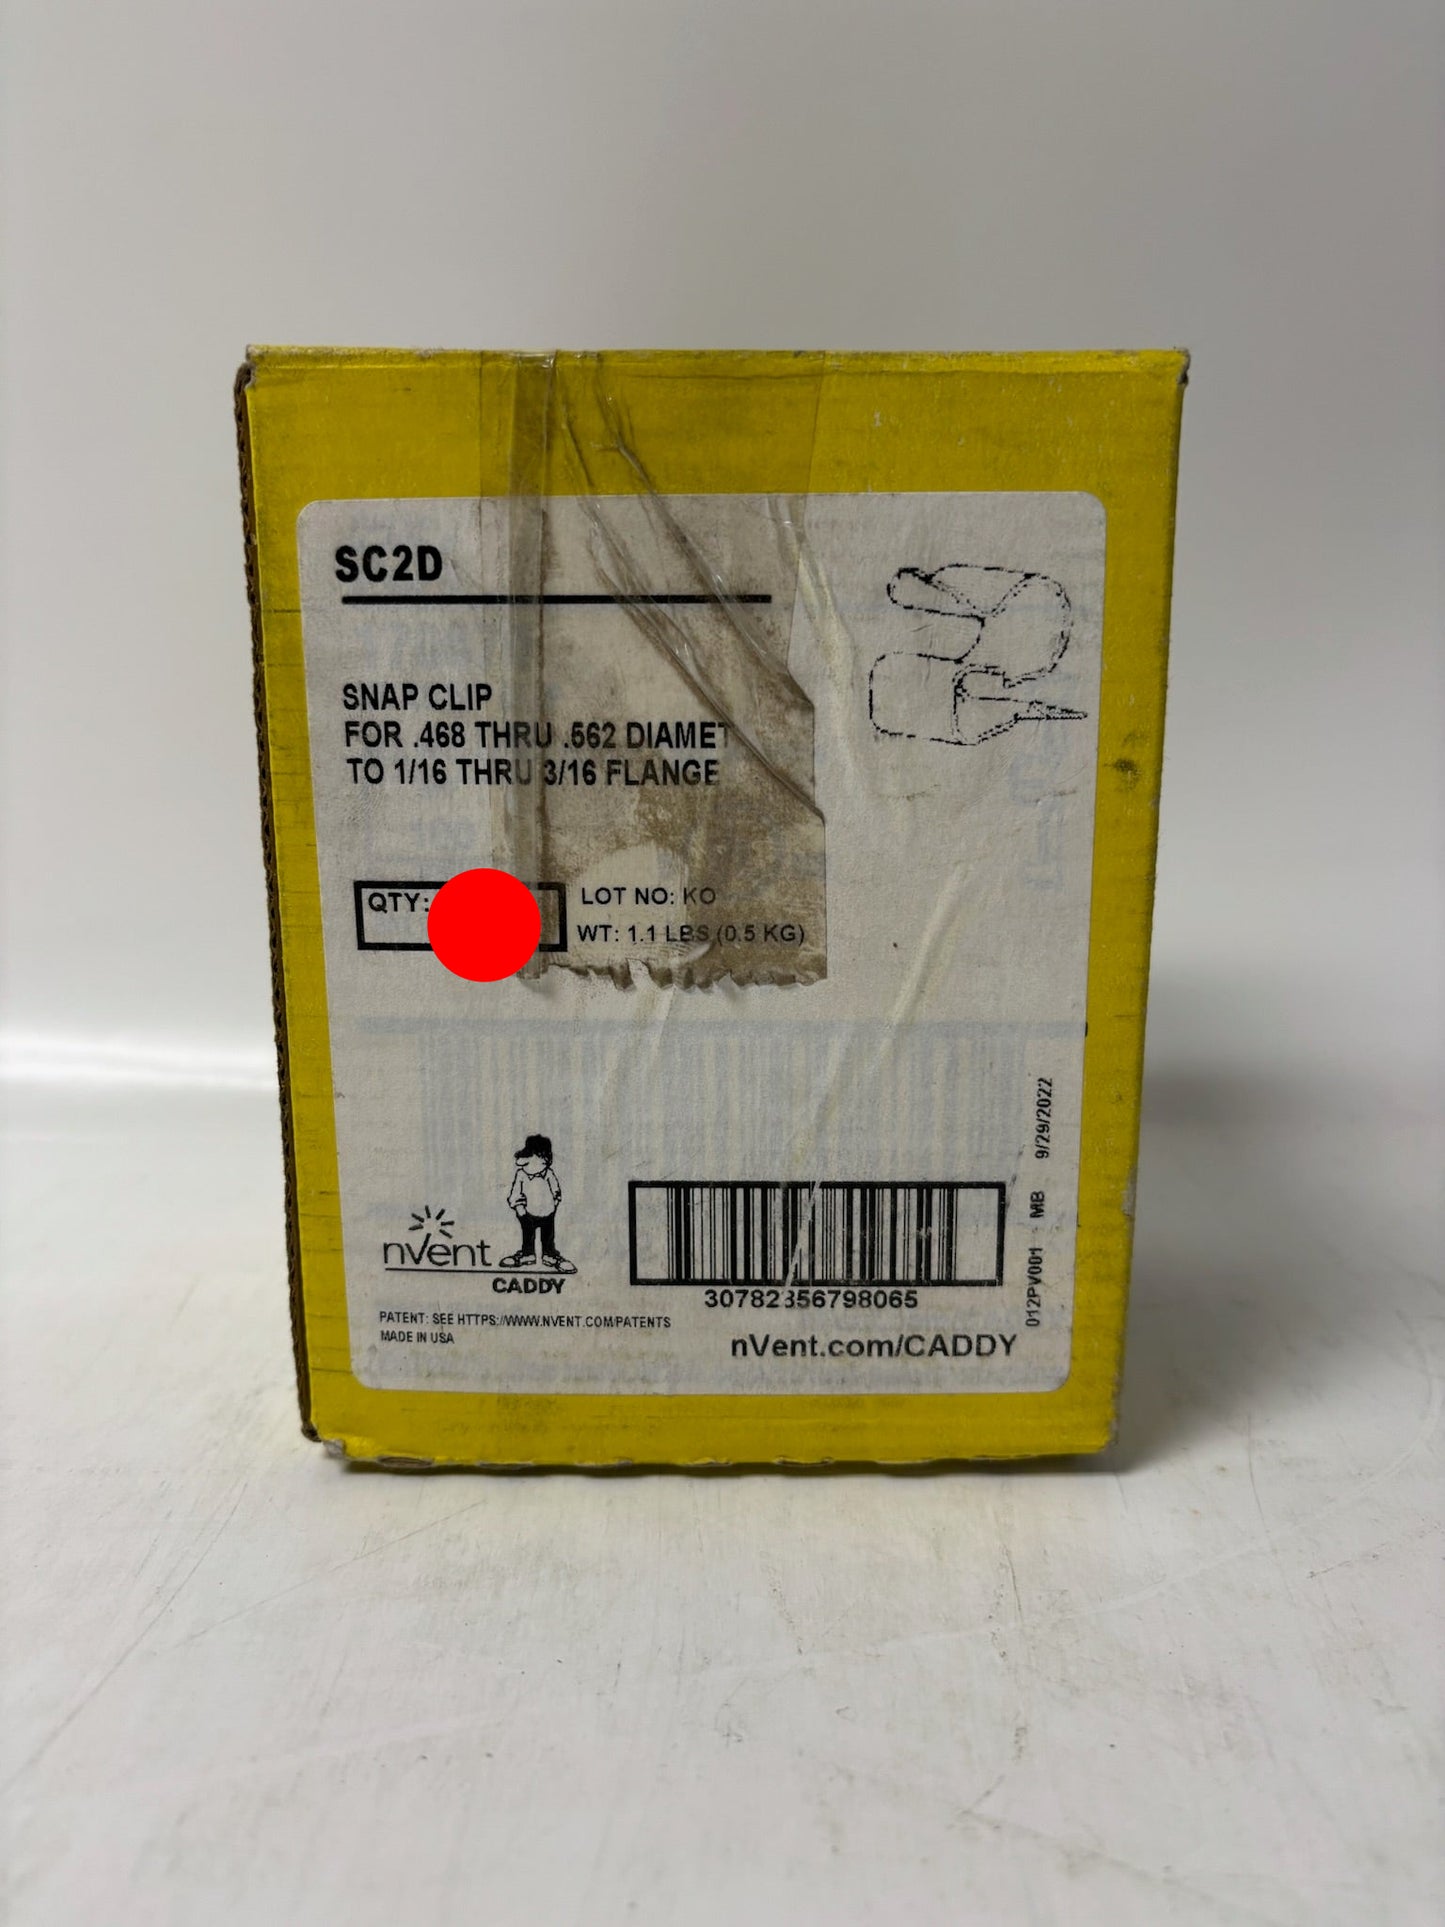 SC2D
SNAP CLIP
FOR .468 THRU .562 DIAMET
TO 1/16 THRU 3/16 FLANGE
QTY:
LOT NO: KO
WT: 1.1 LBS (0.5 KG)
9/29/2022
MB
012PV001
nVent
CADDY
30782856798065
PATENT: SEE HTTPS://WWW.NVENT.COM/PATENTS
MADE IN USA
nVent.com/CADDY